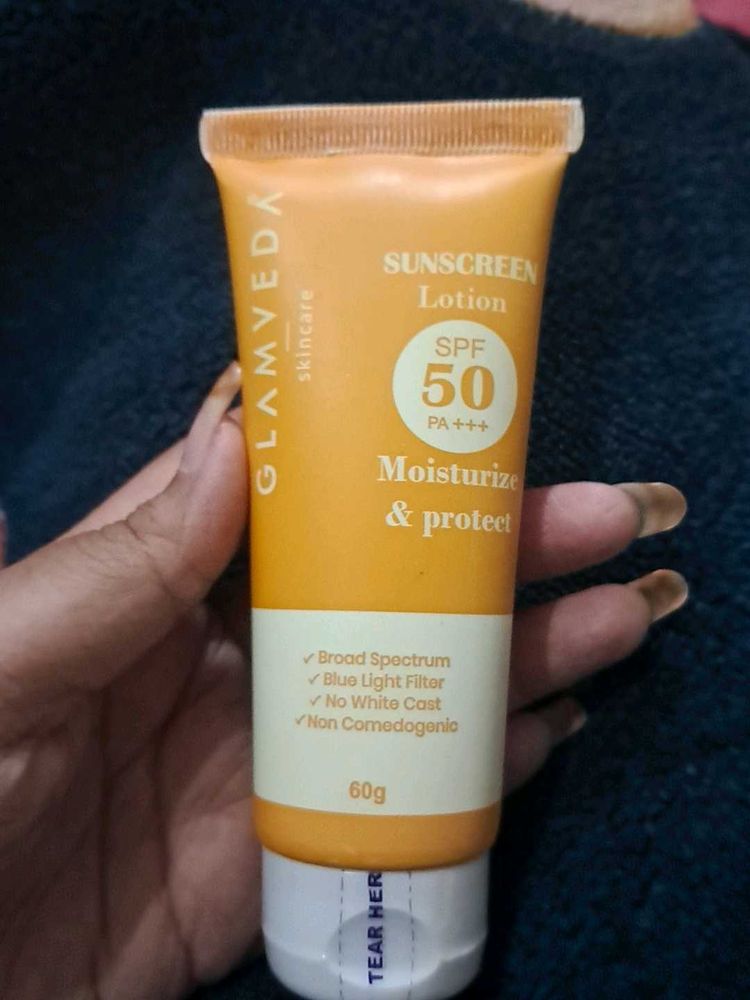 GLAMVEDA
skincare
SUNSCREEN
Lotion
SPF
50
PA +++
Moisturize
& protect
✓ Broad Spectrum
✓ Blue Light Filter
✓ No White Cast
✓ Non Comedogenic
60g
TEAR HER